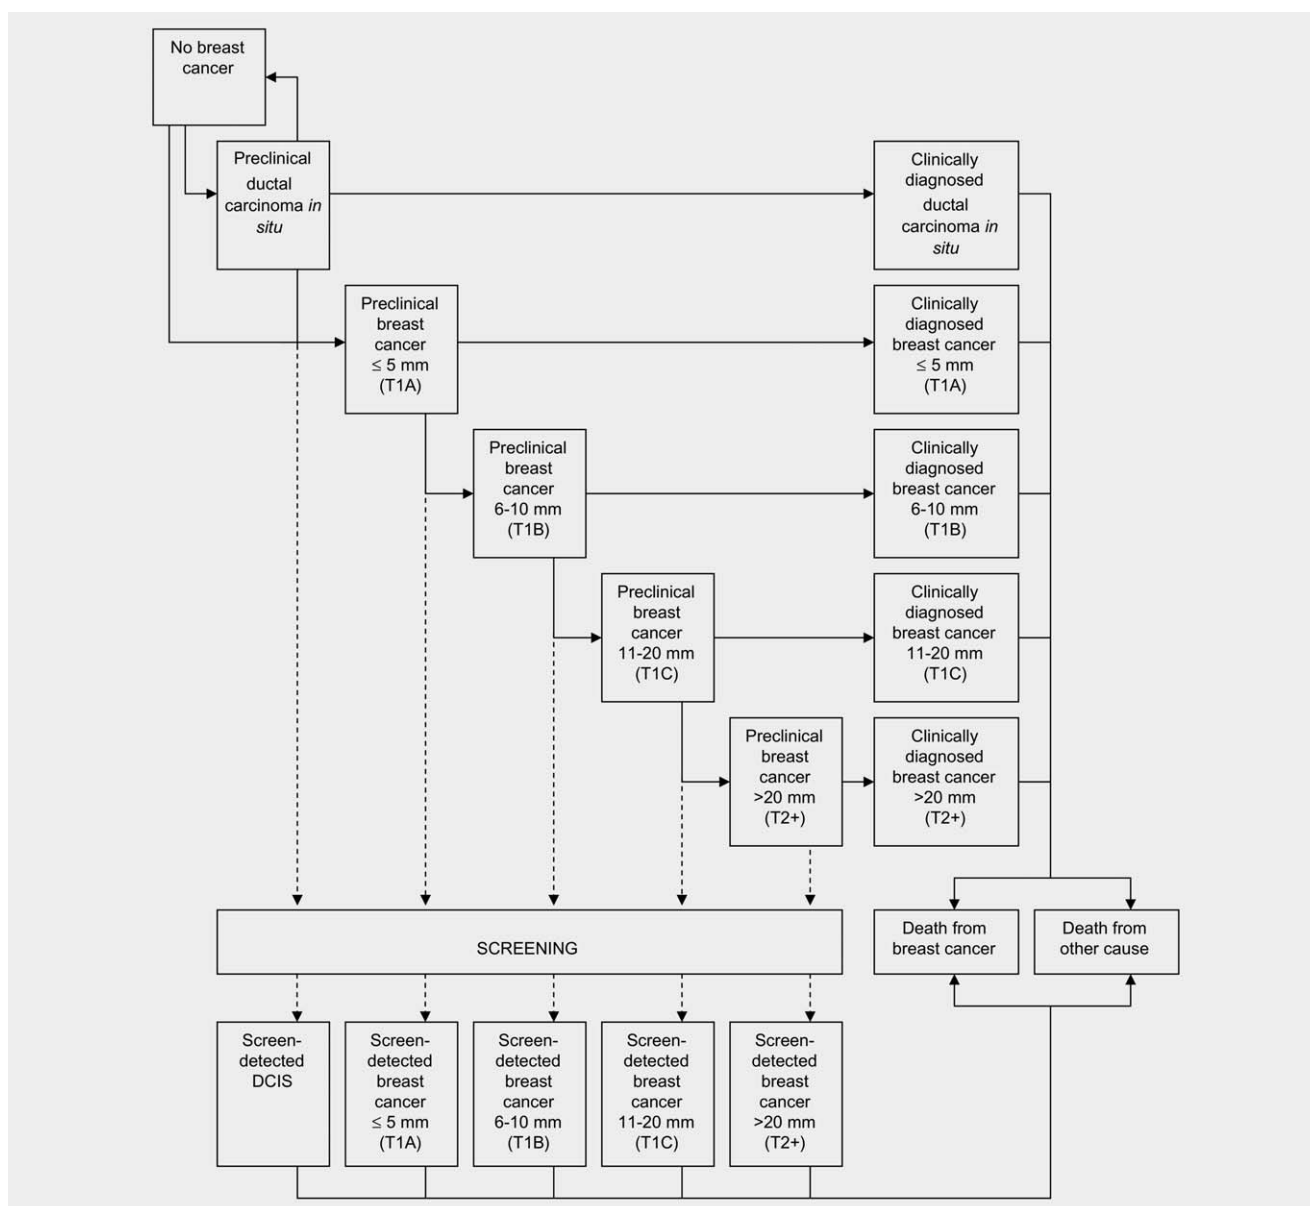 No breast
cancer
Preclinical
ductal
carcinoma in
situ
Clinically
diagnosed
ductal
carcinoma in
situ
Preclinical
breast
cancer
≤ 5 mm
(T1A)
Clinically
diagnosed
breast cancer
≤ 5 mm
(T1A)
Preclinical
breast
cancer
6-10 mm
(T1B)
Clinically
diagnosed
breast cancer
6-10 mm
(T1B)
Preclinical
breast
cancer
11-20 mm
(T1C)
Clinically
diagnosed
breast cancer
11-20 mm
(T1C)
Preclinical
breast
cancer
>20 mm
(T2+)
Clinically
diagnosed
breast cancer
>20 mm
(T2+)
SCREENING
Death from
breast cancer
Death from
other cause
Screen-
detected
DCIS
Screen-
detected
breast
cancer
≤ 5 mm
(T1A)
Screen-
detected
breast
cancer
6-10 mm
(T1B)
Screen-
detected
breast
cancer
11-20 mm
(T1C)
Screen-
detected
breast
cancer
>20 mm
(T2+)